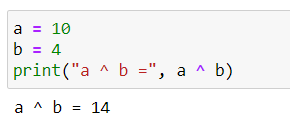 a = 10
b = 4
print("a ^ b =", a ^ b)
a ^ b = 14